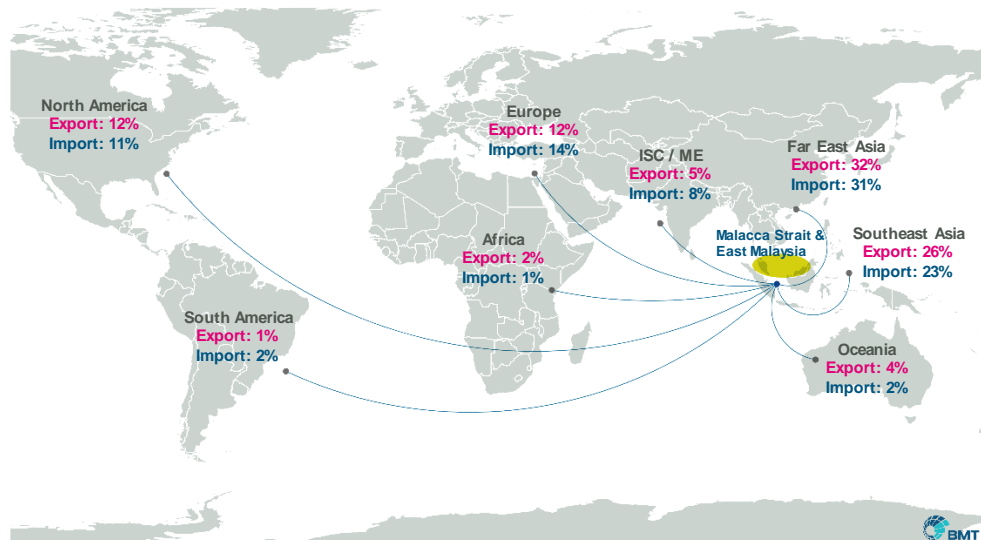 North America
Export: 12%
Import: 11%
Europe
Export: 12%
Import: 14%
ISC / ME
Export: 5%
Import: 8%
Far East Asia
Export: 32%
Import: 31%
Malacca Strait &
East Malaysia
Southeast Asia
Export: 26%
Import: 23%
Africa
Export: 2%
Import: 1%
South America
Export: 1%
Import: 2%
Oceania
Export: 4%
Import: 2%
BMT